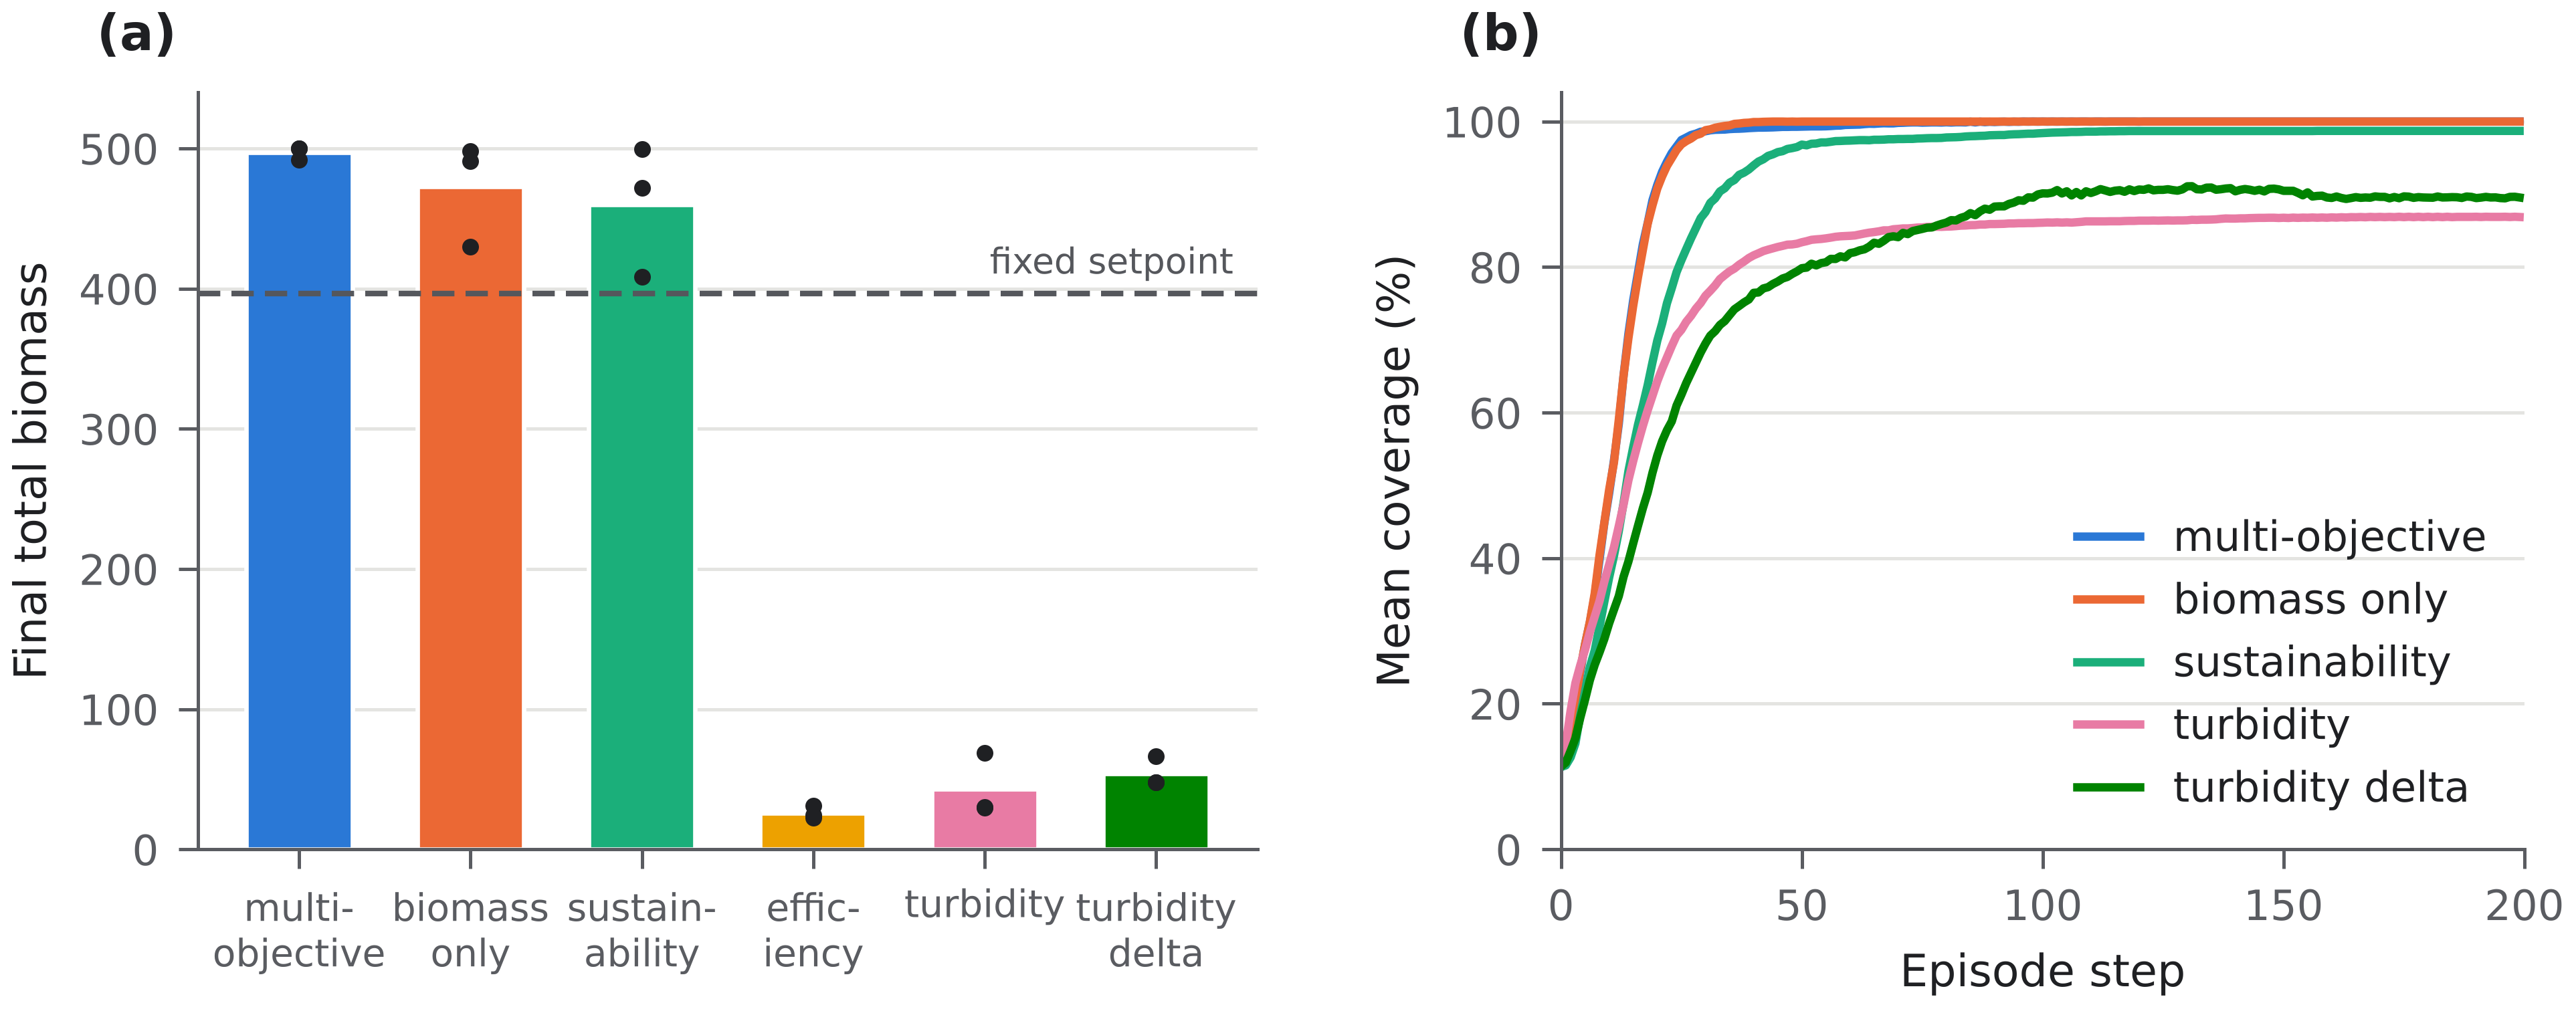 (a)
Final total biomass
500
400
300
200
100
0
fixed setpoint
multi-
objective
biomass
only
sustain-
ability
effic-
iency
turbidity
turbidity
delta
(b)
Mean coverage (%)
100
80
60
40
20
0
multi-objective
biomass only
sustainability
turbidity
turbidity delta
0
50
100
150
200
Episode step